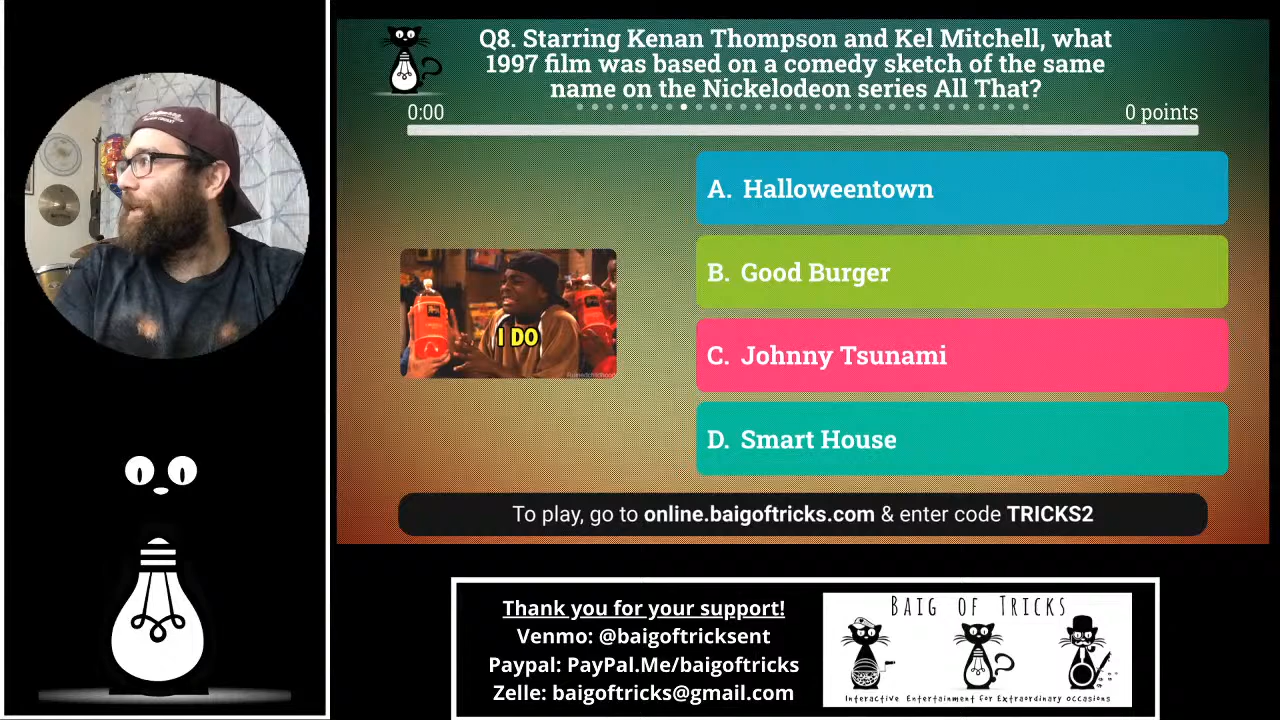 Q8. Starring Kenan Thompson and Kel Mitchell, what
1997 film was based on a comedy sketch of the same
name on the Nickelodeon series All That?
0:00
0 points
A. Halloweentown
B. Good Burger
C. Johnny Tsunami
D. Smart House
I DO
To play, go to online.baigoftricks.com & enter code TRICKS2
Thank you for your support!
Venmo: @baigoftricksent
Paypal: PayPal.Me/baigoftricks
Zelle: baigoftricks@gmail.com
BAIG OF TRICKS
Interactive Entertainment for Extraordinary occasions